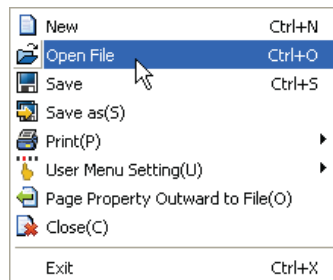 New Ctrl+N
Open File Ctrl+O
Save Ctrl+S
Save as(S)
Print(P)
User Menu Setting(U)
Page Property Outward to File(O)
Close(C)
Exit Ctrl+X